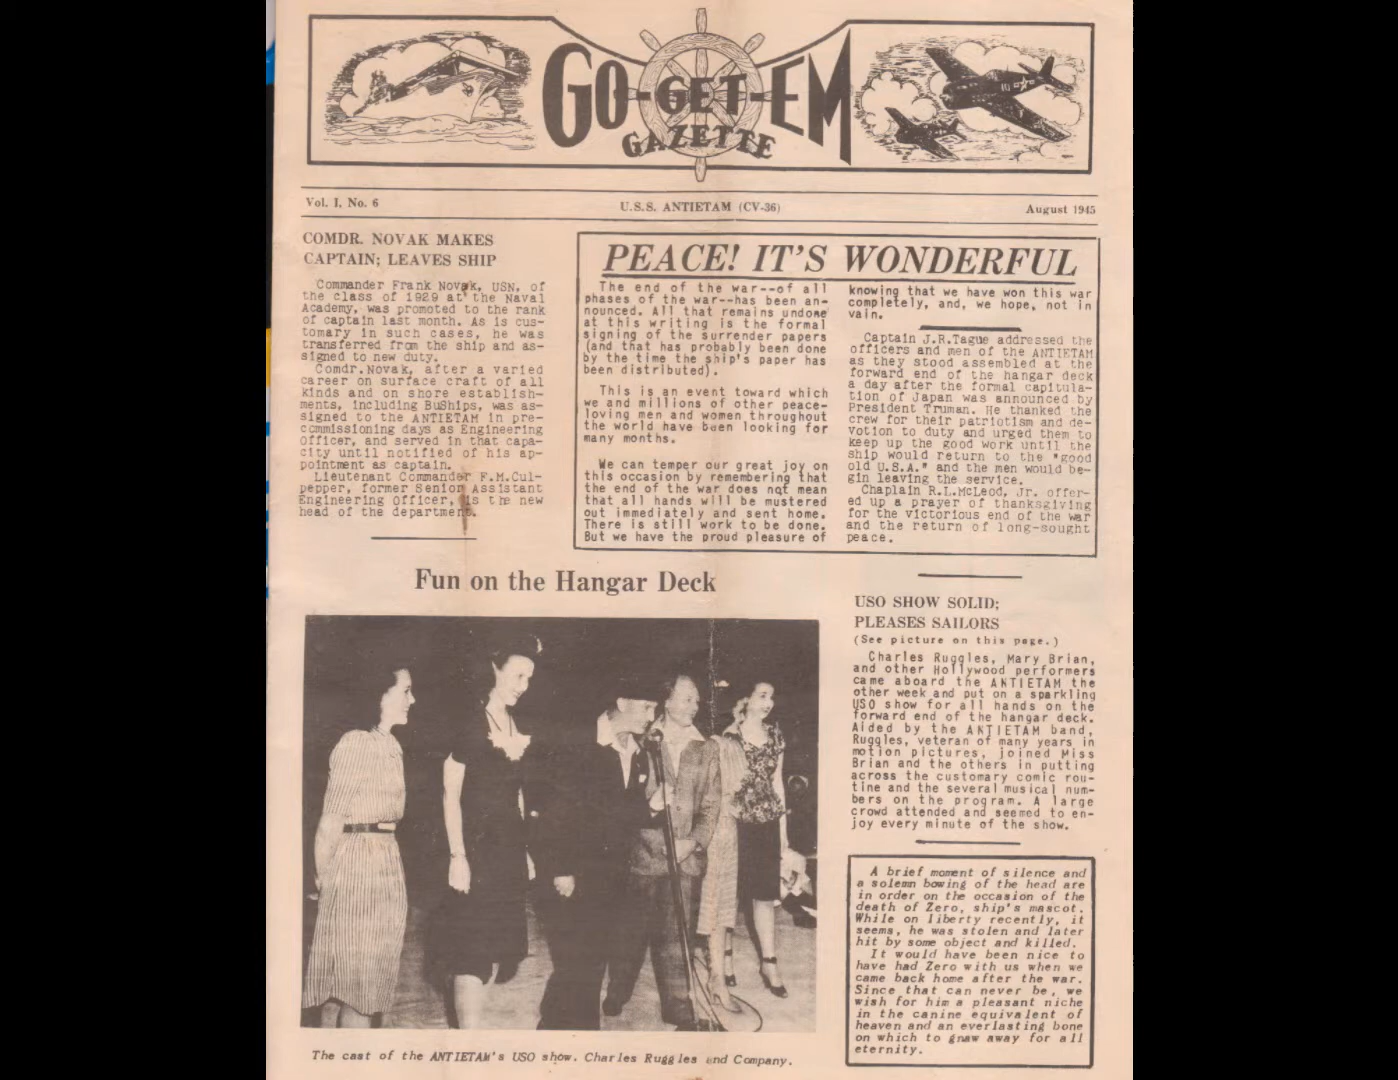 GO-GET-EM
GAZETTE
Vol. I, No. 6
U.S.S. ANTIETAM (CV-36)
August 1945
COMDR. NOVAK MAKES
CAPTAIN; LEAVES SHIP
Commander Frank Novak, USN, of
the class of 1929 at the Naval
Academy, was promoted to the rank
of captain last month. As is cus-
tomary in such cases, he was
transferred from the ship and as-
signed to new duty.
Comdr. Novak, after a varied
career on surface craft of all
kinds and on shore establish-
ments, including BuShips, was as-
signed to the ANTIETAM in pre-
commissioning days as Engineering
Officer, and served in that capa-
city until notified of his ap-
pointment as captain.
Lieutenant Commander F.M.Cul-
pepper, former Senior Assistant
Engineering Officer, is the new
head of the department.
PEACE! IT'S WONDERFUL
The end of the war--of all
phases of the war--has been an-
nounced. All that remains undone
at this writing is the formal
signing of the surrender papers
(and that has probably been done
by the time the ship's paper has
been distributed).
This is an event toward which
we and millions of other peace-
loving men and women throughout
the world have been looking for
many months.
We can temper our great joy on
this occasion by remembering that
the end of the war does not mean
that all hands will be mustered
out immediately and sent home.
There is still work to be done.
But we have the proud pleasure of
knowing that we have won this war
completely, and, we hope, not in
vain.
Captain J.R.Tague addressed the
officers and men of the ANTIETAM
as they stood assembled at the
forward end of the hangar deck
a day after the formal capitula-
tion of Japan was announced by
President Truman. He thanked the
crew for their patriotism and de-
votion to duty and urged them to
keep up the good work until the
ship would return to the "good
old U.S.A." and the men would be-
gin leaving the service.
Chaplain R.L.McLeod, Jr. offer-
ed up a prayer of thanksgiving
for the victorious end of the war
and the return of long-sought
peace.
Fun on the Hangar Deck
The cast of the ANTIETAM's USO show. Charles Ruggles and Company.
USO SHOW SOLID;
PLEASES SAILORS
(See picture on this page.)
Charles Ruggles, Mary Brian,
and other Hollywood performers
came aboard the ANTIETAM the
other week and put on a sparkling
USO show for all hands on the
forward end of the hangar deck.
Aided by the ANTIETAM band,
Ruggles, veteran of many years in
motion pictures, joined Miss
Brian and the others in putting
across the customary comic rou-
tine and the several musical num-
bers on the program. A large
crowd attended and seemed to en-
joy every minute of the show.
A brief moment of silence and
a solemn bowing of the head are
in order on the occasion of the
death of Zero, ship's mascot.
While on liberty recently, it
seems, he was stolen and later
hit by some object and killed.
It would have been nice to
have had Zero with us when we
came back home after the war.
Since that can never be, we
wish for him a pleasant niche
in the canine equivalent of
heaven and an everlasting bone
on which to gnaw away for all
eternity.